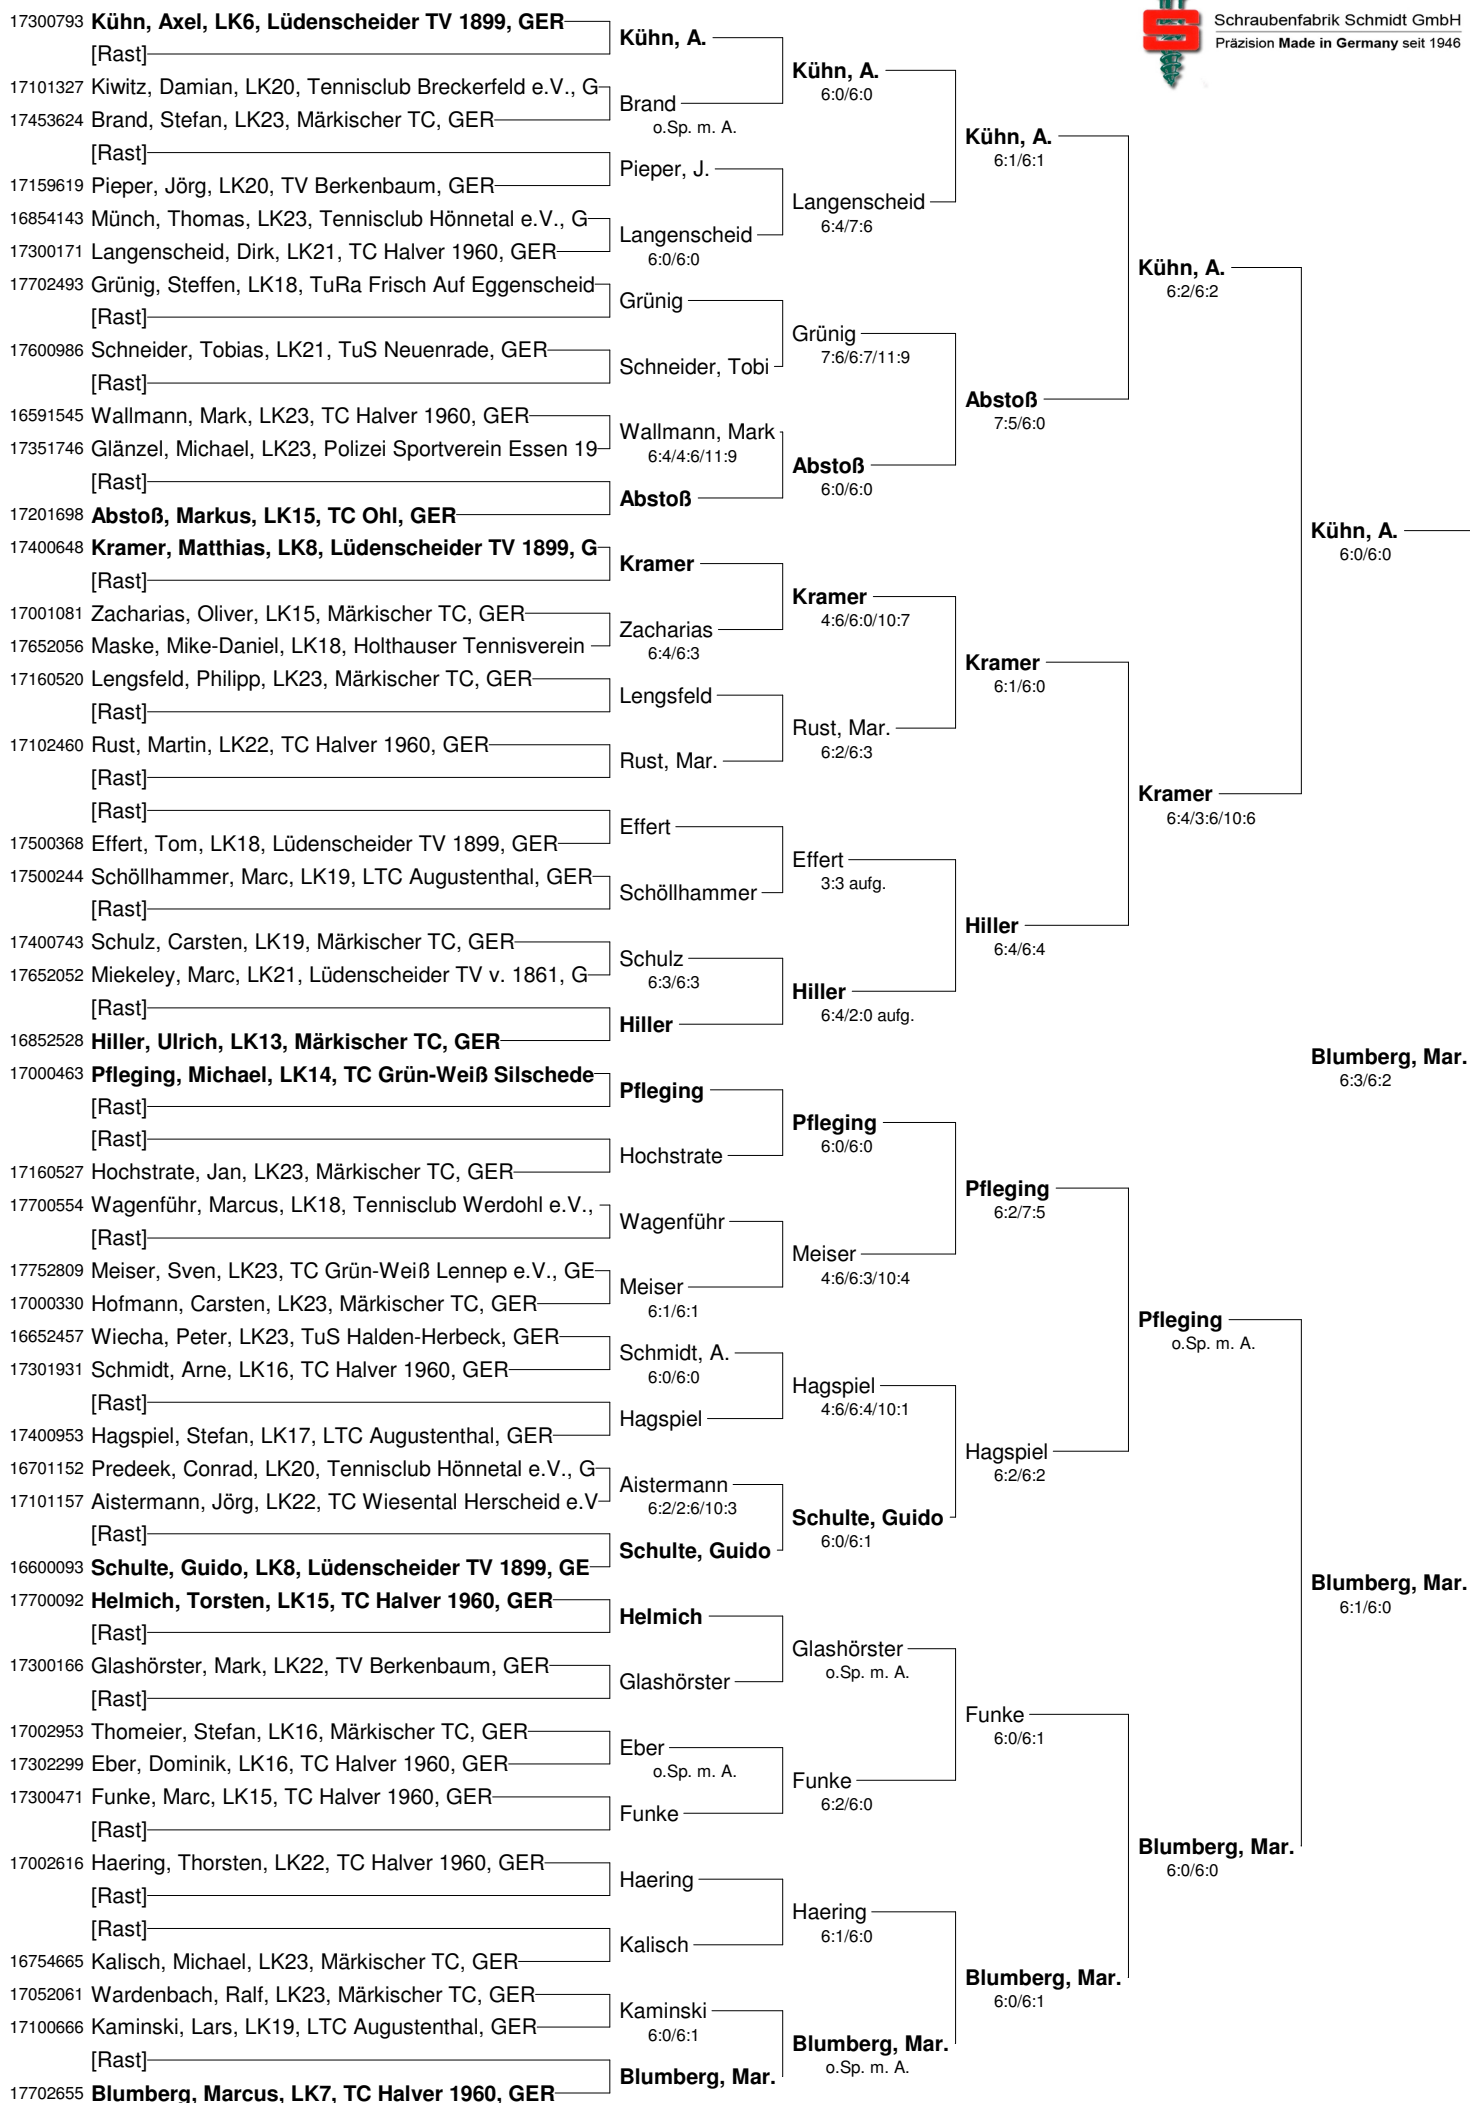 Schraubenfabrik Schmidt GmbH
Präzision Made in Germany seit 1946
17300793 Kühn, Axel, LK6, Lüdenscheider TV 1899, GER
[Rast]
17101327 Kiwitz, Damian, LK20, Tennisclub Breckerfeld e.V., G
17453624 Brand, Stefan, LK23, Märkischer TC, GER
[Rast]
17159619 Pieper, Jörg, LK20, TV Berkenbaum, GER
16854143 Münch, Thomas, LK23, Tennisclub Hönnetal e.V., G
17300171 Langenscheid, Dirk, LK21, TC Halver 1960, GER
17702493 Grünig, Steffen, LK18, TuRa Frisch Auf Eggenscheid
[Rast]
17600986 Schneider, Tobias, LK21, TuS Neuenrade, GER
[Rast]
16591545 Wallmann, Mark, LK23, TC Halver 1960, GER
17351746 Glänzel, Michael, LK23, Polizei Sportverein Essen 19
[Rast]
17201698 Abstoß, Markus, LK15, TC Ohl, GER
17400648 Kramer, Matthias, LK8, Lüdenscheider TV 1899, G
[Rast]
17001081 Zacharias, Oliver, LK15, Märkischer TC, GER
17652056 Maske, Mike-Daniel, LK18, Holthauser Tennisverein
17160520 Lengsfeld, Philipp, LK23, Märkischer TC, GER
[Rast]
17102460 Rust, Martin, LK22, TC Halver 1960, GER
[Rast]
[Rast]
17500368 Effert, Tom, LK18, Lüdenscheider TV 1899, GER
17500244 Schöllhammer, Marc, LK19, LTC Augustenthal, GER
[Rast]
17400743 Schulz, Carsten, LK19, Märkischer TC, GER
17652052 Miekeley, Marc, LK21, Lüdenscheider TV v. 1861, G
[Rast]
16852528 Hiller, Ulrich, LK13, Märkischer TC, GER
17000463 Pfleging, Michael, LK14, TC Grün-Weiß Silschede
[Rast]
[Rast]
17160527 Hochstrate, Jan, LK23, Märkischer TC, GER
17700554 Wagenführ, Marcus, LK18, Tennisclub Werdohl e.V.,
[Rast]
17752809 Meiser, Sven, LK23, TC Grün-Weiß Lennep e.V., GE
17000330 Hofmann, Carsten, LK23, Märkischer TC, GER
16652457 Wiecha, Peter, LK23, TuS Halden-Herbeck, GER
17301931 Schmidt, Arne, LK16, TC Halver 1960, GER
[Rast]
17400953 Hagspiel, Stefan, LK17, LTC Augustenthal, GER
16701152 Predeek, Conrad, LK20, Tennisclub Hönnetal e.V., G
17101157 Aistermann, Jörg, LK22, TC Wiesental Herscheid e.V
[Rast]
16600093 Schulte, Guido, LK8, Lüdenscheider TV 1899, GE
17700092 Helmich, Torsten, LK15, TC Halver 1960, GER
[Rast]
17300166 Glashörster, Mark, LK22, TV Berkenbaum, GER
[Rast]
17002953 Thomeier, Stefan, LK16, Märkischer TC, GER
17302299 Eber, Dominik, LK16, TC Halver 1960, GER
17300471 Funke, Marc, LK15, TC Halver 1960, GER
[Rast]
17002616 Haering, Thorsten, LK22, TC Halver 1960, GER
[Rast]
[Rast]
16754665 Kalisch, Michael, LK23, Märkischer TC, GER
17052061 Wardenbach, Ralf, LK23, Märkischer TC, GER
17100666 Kaminski, Lars, LK19, LTC Augustenthal, GER
[Rast]
17702655 Blumberg, Marcus, LK7, TC Halver 1960, GER
Kühn, A.
Brand
o.Sp. m. A.
Pieper, J.
Langenscheid
6:0/6:0
Grünig
Schneider, Tobi
Wallmann, Mark
6:4/4:6/11:9
Abstoß
Kramer
Zacharias
6:4/6:3
Lengsfeld
Rust, Mar.
Effert
Schöllhammer
Schulz
6:3/6:3
Hiller
Pfleging
Hochstrate
Wagenführ
Meiser
6:1/6:1
Schmidt, A.
6:0/6:0
Hagspiel
Aistermann
6:2/2:6/10:3
Schulte, Guido
Helmich
Glashörster
Eber
o.Sp. m. A.
Funke
Haering
Kalisch
Kaminski
6:0/6:1
Blumberg, Mar.
Kühn, A.
6:0/6:0
Langenscheid
6:4/7:6
Grünig
7:6/6:7/11:9
Abstoß
6:0/6:0
Kramer
4:6/6:0/10:7
Rust, Mar.
6:2/6:3
Effert
3:3 aufg.
Hiller
6:4/2:0 aufg.
Pfleging
6:0/6:0
Meiser
4:6/6:3/10:4
Hagspiel
4:6/6:4/10:1
Schulte, Guido
6:0/6:1
Glashörster
o.Sp. m. A.
Funke
6:2/6:0
Haering
6:1/6:0
Blumberg, Mar.
o.Sp. m. A.
Kühn, A.
6:1/6:1
Abstoß
7:5/6:0
Kramer
6:1/6:0
Hiller
6:4/6:4
Pfleging
6:2/7:5
Hagspiel
6:2/6:2
Funke
6:0/6:1
Blumberg, Mar.
6:0/6:1
Kühn, A.
6:2/6:2
Kramer
6:4/3:6/10:6
Pfleging
o.Sp. m. A.
Blumberg, Mar.
6:0/6:0
Kühn, A.
6:0/6:0
Blumberg, Mar.
6:3/6:2
Blumberg, Mar.
6:1/6:0